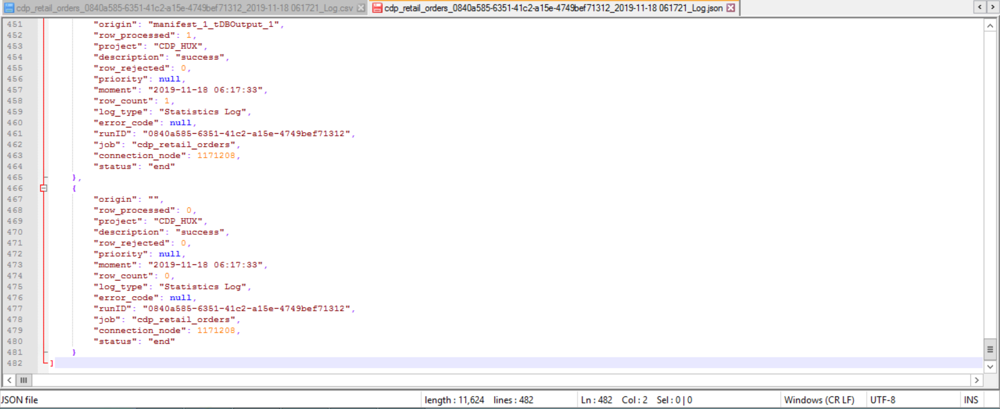 cdp_retail_orders_0840a585-6351-41c2-a15e-4749bef71312_2019-11-18 061721_Log.csv cdp_retail_orders_0840a585-6351-41c2-a15e-4749bef71312_2019-11-18 061721_Log.json
451 "origin": "manifest_1_tDBOutput_1",
452 "row_processed": 1,
453 "project": "CDP_HUX",
454 "description": "success",
455 "row_rejected": 0,
456 "priority": null,
457 "moment": "2019-11-18 06:17:33",
458 "row_count": 1,
459 "log_type": "Statistics Log",
460 "error_code": null,
461 "runID": "0840a585-6351-41c2-a15e-4749bef71312",
462 "job": "cdp_retail_orders",
463 "connection_node": 1171208,
464 "status": "end"
465 },
466 {
467 "origin": "",
468 "row_processed": 0,
469 "project": "CDP_HUX",
470 "description": "success",
471 "row_rejected": 0,
472 "priority": null,
473 "moment": "2019-11-18 06:17:33",
474 "row_count": 0,
475 "log_type": "Statistics Log",
476 "error_code": null,
477 "runID": "0840a585-6351-41c2-a15e-4749bef71312",
478 "job": "cdp_retail_orders",
479 "connection_node": 1171208,
480 "status": "end"
481 }
482 ]
JSON file length : 11,624 lines : 482 Ln : 482 Col : 2 Sel : 0 | 0 Windows (CR LF) UTF-8 INS